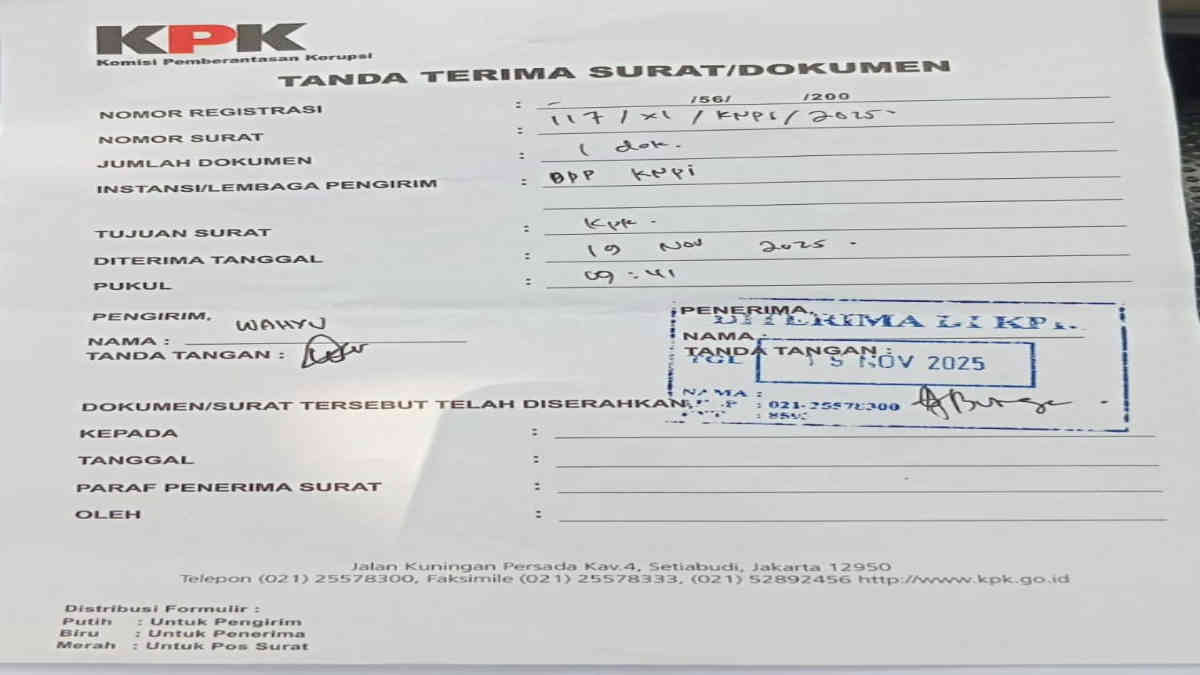 KPK
Komisi Pemberantasan Korupsi
TANDA TERIMA SURAT/DOKUMEN
NOMOR REGISTRASI : - /56/ /200
NOMOR SURAT : 117 / XI / KNPI / 2025
JUMLAH DOKUMEN : 1 dok.
INSTANSI/LEMBAGA PENGIRIM : DPP KNPI
TUJUAN SURAT : KPK
DITERIMA TANGGAL : 19 Nov 2025
PUKUL : 09:41
PENGIRIM,
NAMA : WAHYU
TANDA TANGAN :
PENERIMA,
DITERIMA DI KPK
NAMA :
TANDA TANGAN :
TGL NOV 2025
NAMA :
: 021-25578300
DOKUMEN/SURAT TERSEBUT TELAH DISERAHKAN,
KEPADA :
TANGGAL :
PARAF PENERIMA SURAT :
OLEH :
Jalan Kuningan Persada Kav.4, Setiabudi, Jakarta 12950
Telepon (021) 25578300, Faksimile (021) 25578333, (021) 52892456 http://www.kpk.go.id
Distribusi Formulir :
Putih : Untuk Pengirim
Biru : Untuk Penerima
Merah : Untuk Pos Surat